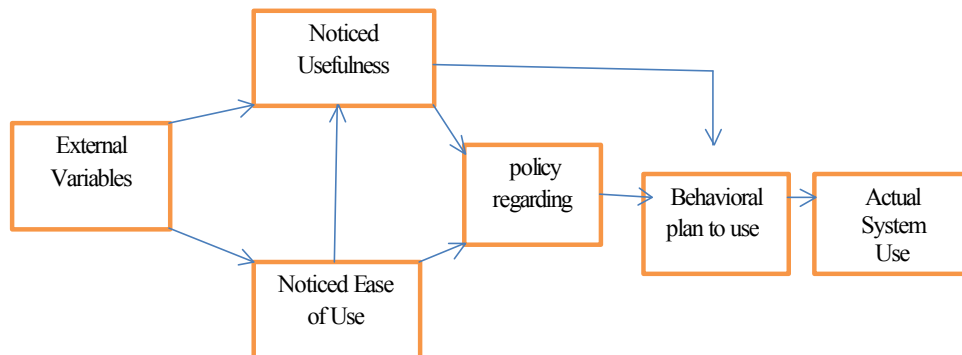 Noticed
Usefulness
External
Variables
policy
regarding
Behavioral
plan to use
Actual
System
Use
Noticed Ease
of Use